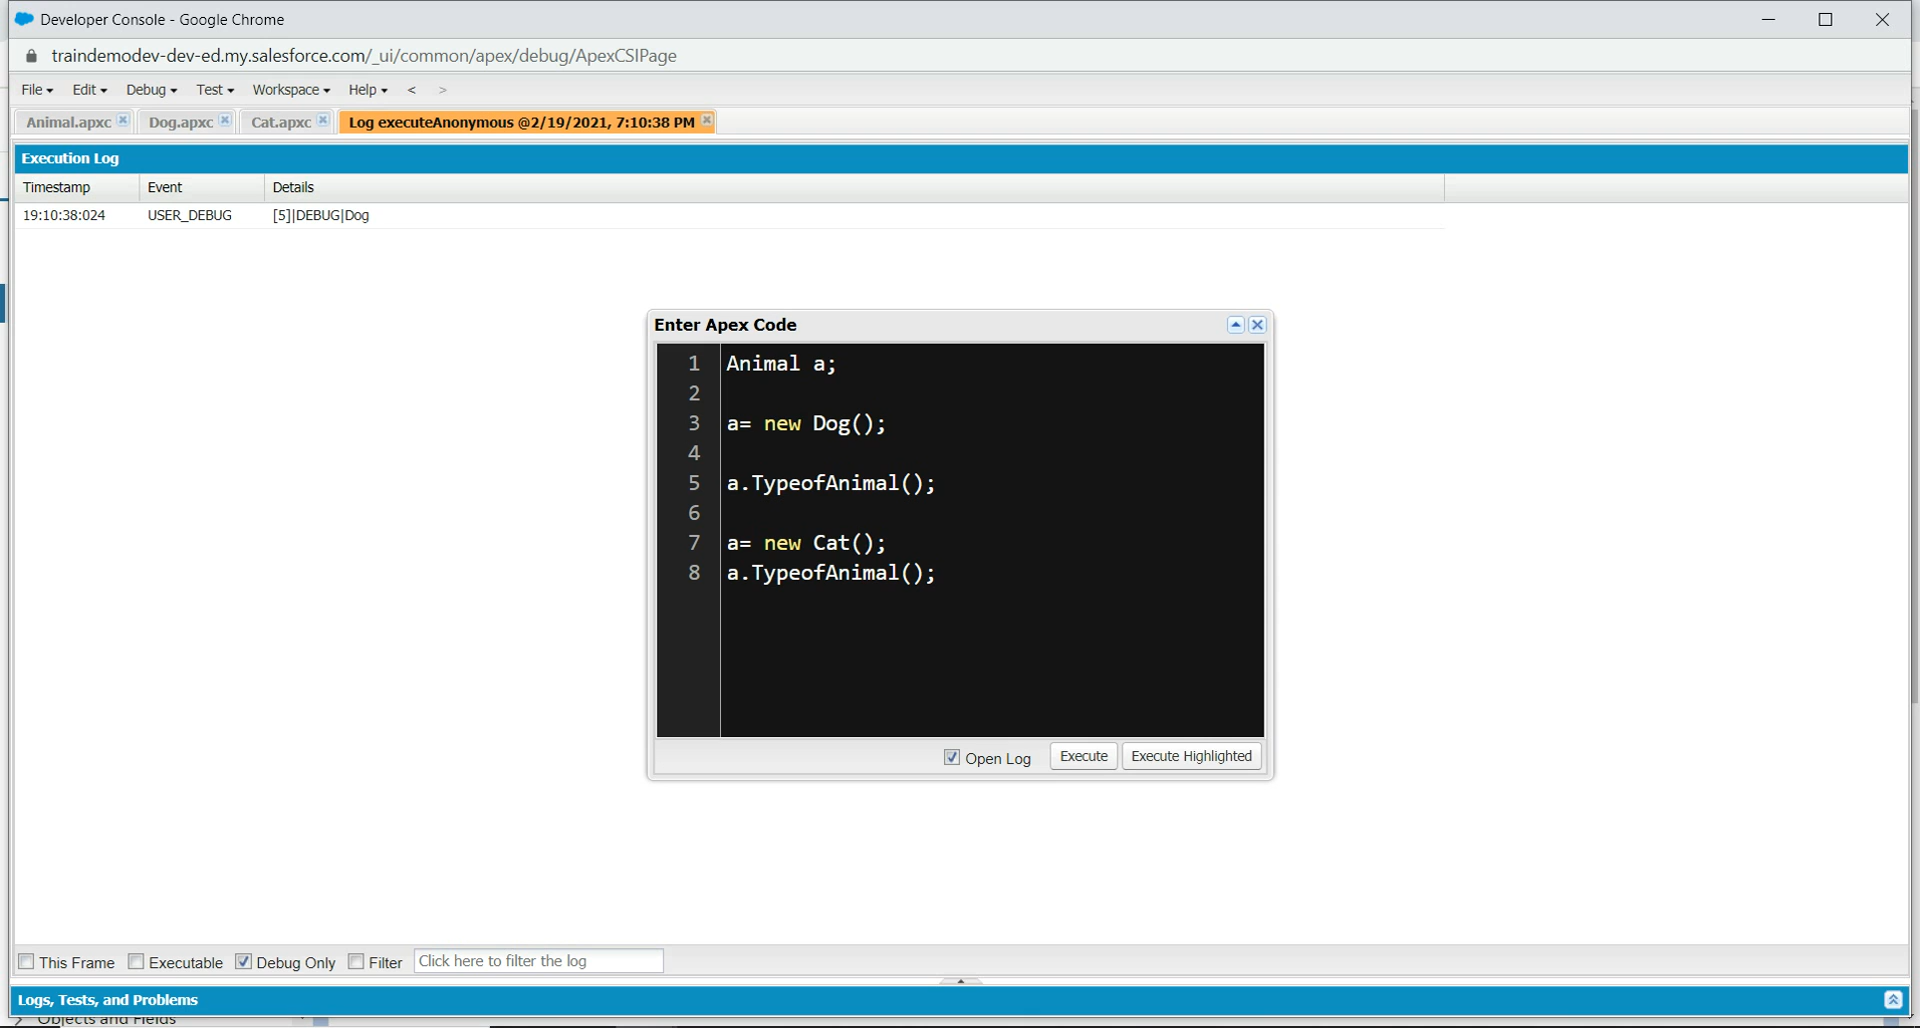 Developer Console - Google Chrome
traindemodev-dev-ed.my.salesforce.com/_ui/common/apex/debug/ApexCSIPage
File Edit Debug Test Workspace Help < >
Animal.apxc Dog.apxc Cat.apxc Log executeAnonymous @2/19/2021, 7:10:38 PM
Execution Log
Timestamp Event Details
19:10:38:024 USER_DEBUG [5]|DEBUG|Dog
Enter Apex Code
1 Animal a;
2
3 a= new Dog();
4
5 a.TypeofAnimal();
6
7 a= new Cat();
8 a.TypeofAnimal();
Open Log Execute Execute Highlighted
This Frame Executable Debug Only Filter Click here to filter the log
Logs, Tests, and Problems
Objects and Fields